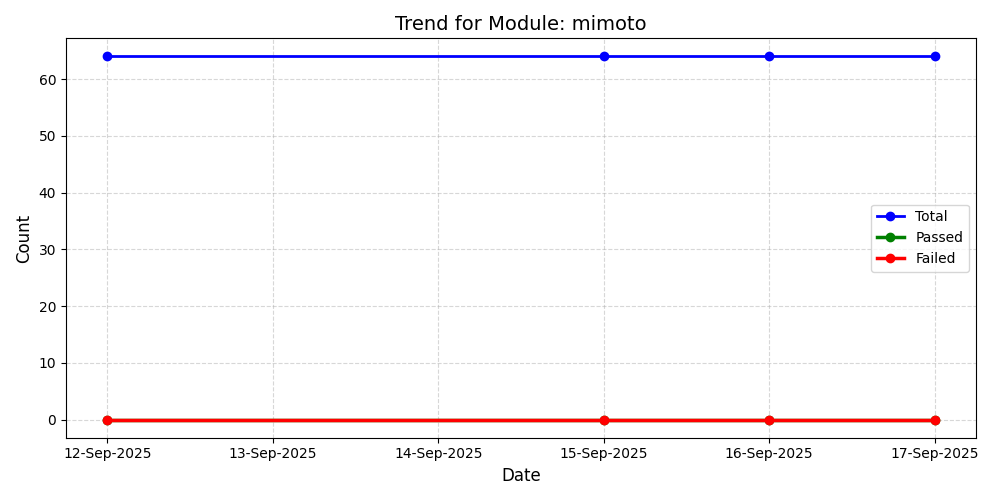 Trend for Module: mimoto
Count
60
50
40
30
20
10
0
Total
Passed
Failed
12-Sep-2025 13-Sep-2025 14-Sep-2025 15-Sep-2025 16-Sep-2025 17-Sep-2025
Date